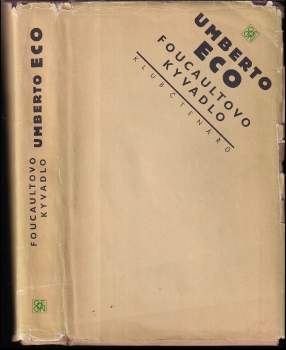 UMBERTO
ECO
FOUCAULTOVO
KYVADLO
KLUB ČTENÁŘŮ
FOUCAULTOVO
KYVADLO
UMBERTO ECO